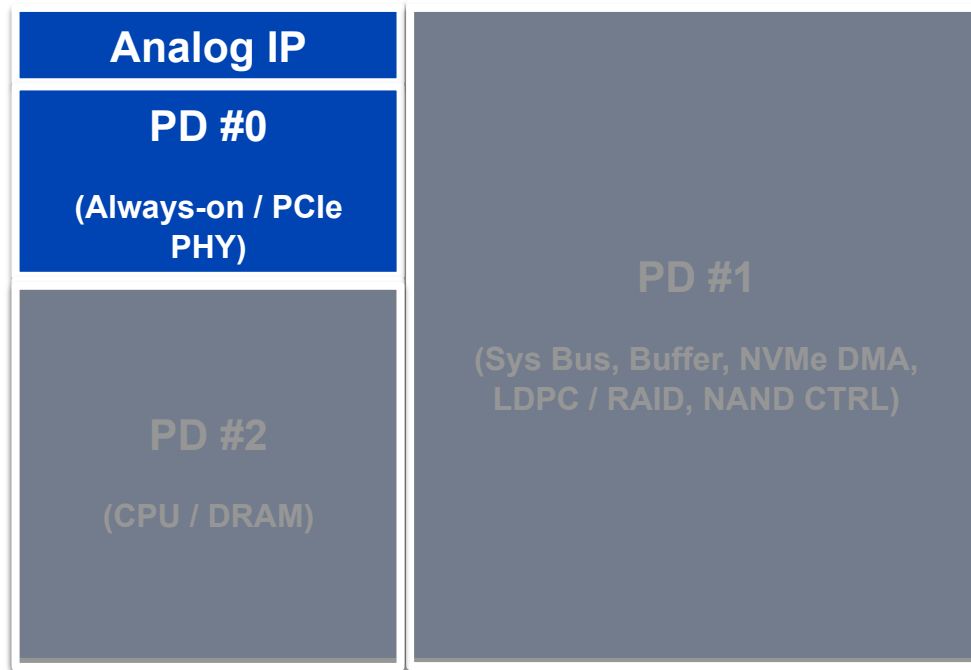 Analog IP
PD #0
(Always-on / PCIe
PHY)
PD #1
(Sys Bus, Buffer, NVMe DMA,
LDPC / RAID, NAND CTRL)
PD #2
(CPU / DRAM)